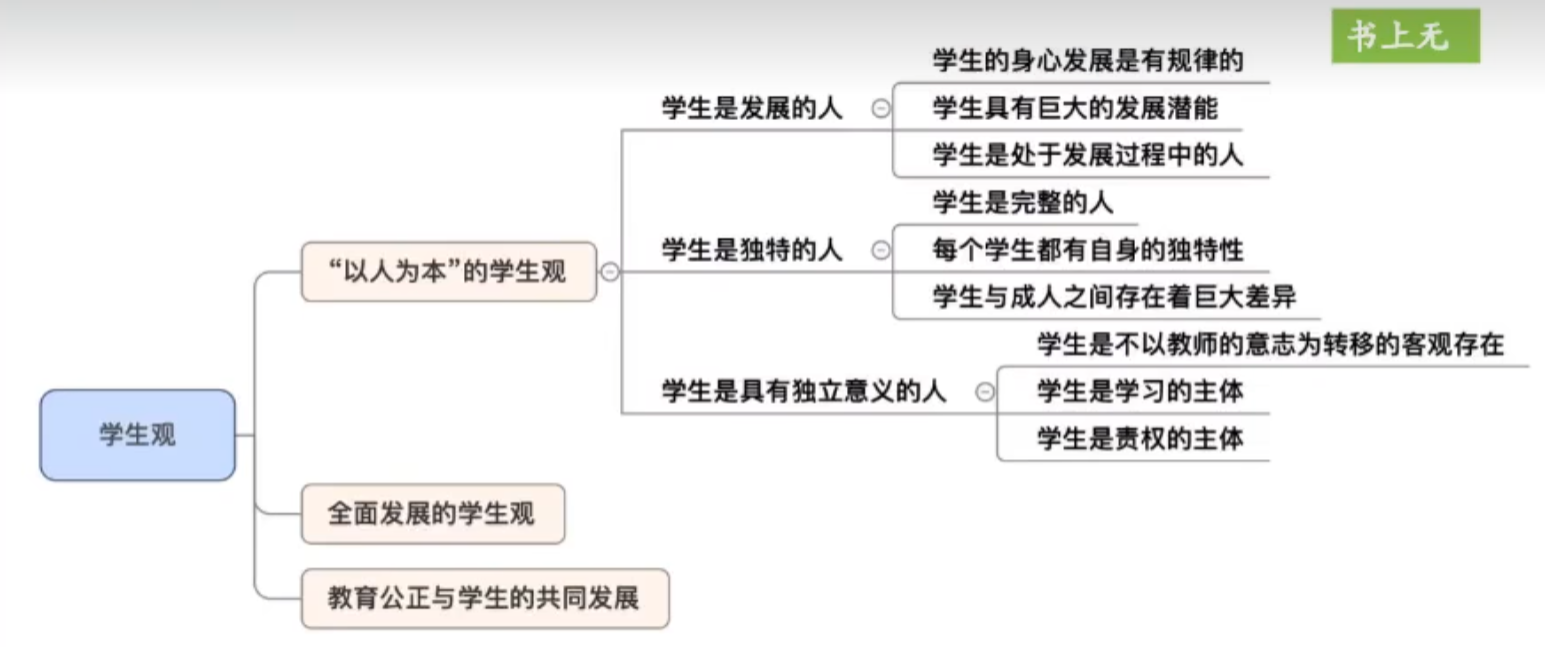 书上无
学生的身心发展是有规律的
学生是发展的人
学生具有巨大的发展潜能
学生是处于发展过程中的人
学生是完整的人
学生是独特的人
每个学生都有自身的独特性
“以人为本”的学生观
学生与成人之间存在着巨大差异
学生是不以教师的意志为转移的客观存在
学生是具有独立意义的人
学生是学习的主体
学生是责权的主体
学生观
全面发展的学生观
教育公正与学生的共同发展